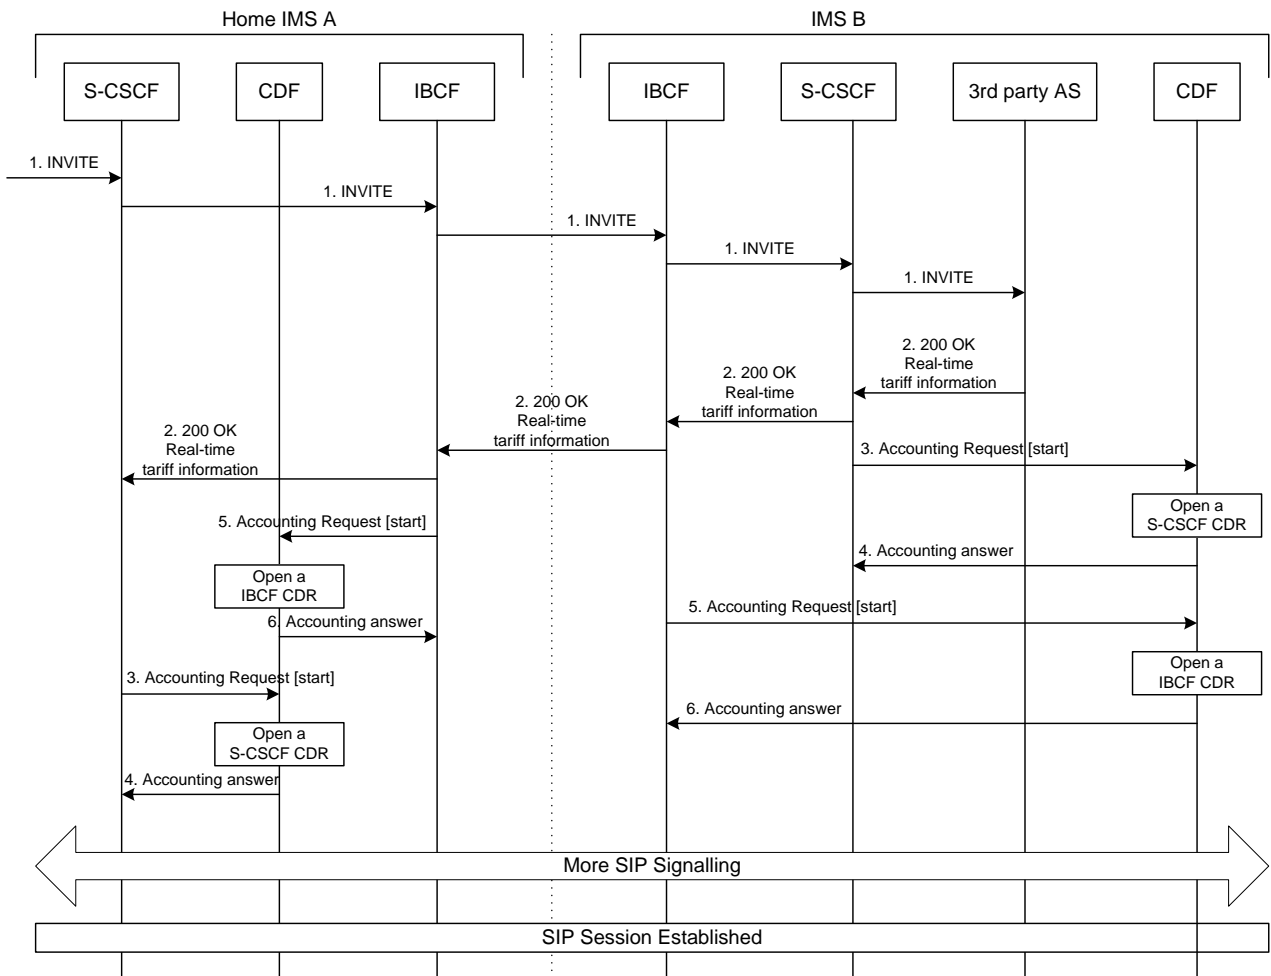 Home IMS A
IMS B
S-CSCF
CDF
IBCF
IBCF
S-CSCF
3rd party AS
CDF
1. INVITE
1. INVITE
1. INVITE
1. INVITE
1. INVITE
2. 200 OK
Real-time
tariff information
2. 200 OK
Real-time
tariff information
2. 200 OK
Real-time
tariff information
2. 200 OK
Real-time
tariff information
3. Accounting Request [start]
Open a
S-CSCF CDR
5. Accounting Request [start]
4. Accounting answer
Open a
IBCF CDR
5. Accounting Request [start]
6. Accounting answer
Open a
IBCF CDR
3. Accounting Request [start]
6. Accounting answer
Open a
S-CSCF CDR
4. Accounting answer
More SIP Signalling
SIP Session Established